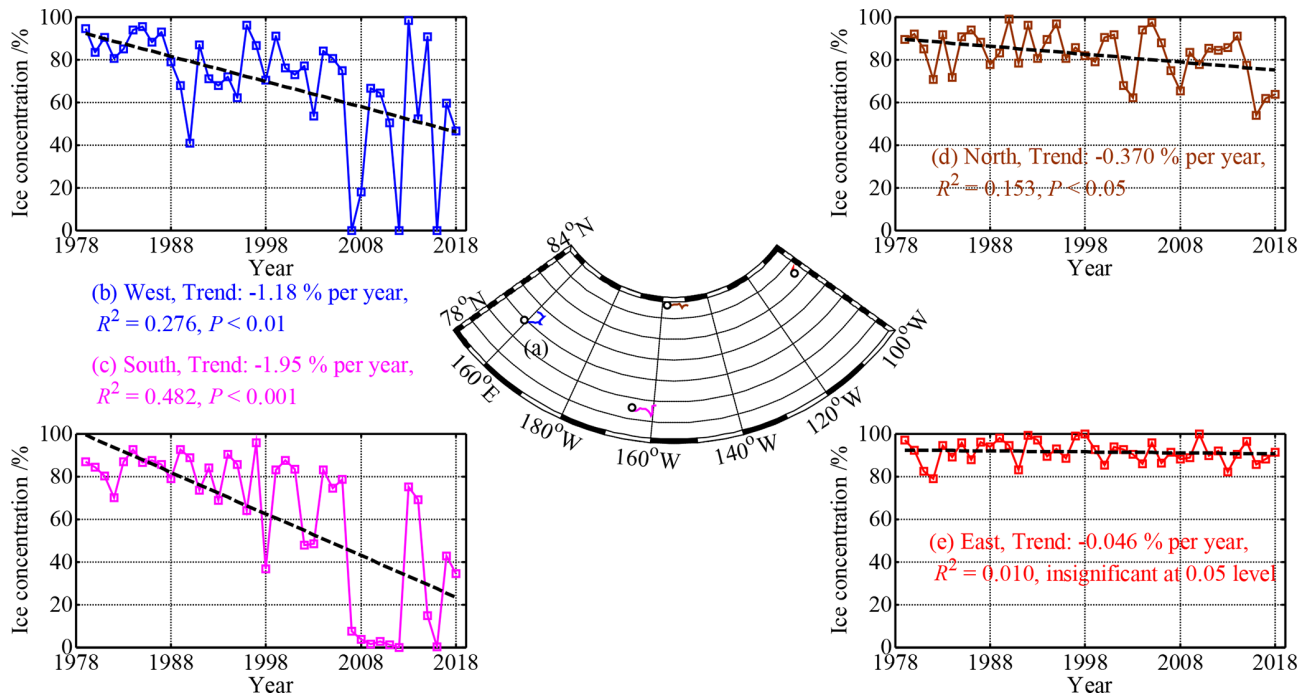 Ice concentration /%
100
80
60
40
20
0
1978
1988
1998
2008
2018
Year
(b) West, Trend: -1.18 % per year,
R² = 0.276, P < 0.01
(c) South, Trend: -1.95 % per year,
R² = 0.482, P < 0.001
Ice concentration /%
100
80
60
40
20
0
1978
1988
1998
2008
2018
Year
84°N
78°N
(a)
160°E
180°W
160°W
140°W
120°W
100°W
Ice concentration /%
100
80
60
40
20
0
(d) North, Trend: -0.370 % per year,
R² = 0.153, P < 0.05
1978
1988
1998
2008
2018
Year
Ice concentration /%
100
80
60
40
20
0
(e) East, Trend: -0.046 % per year,
R² = 0.010, insignificant at 0.05 level
1978
1988
1998
2008
2018
Year